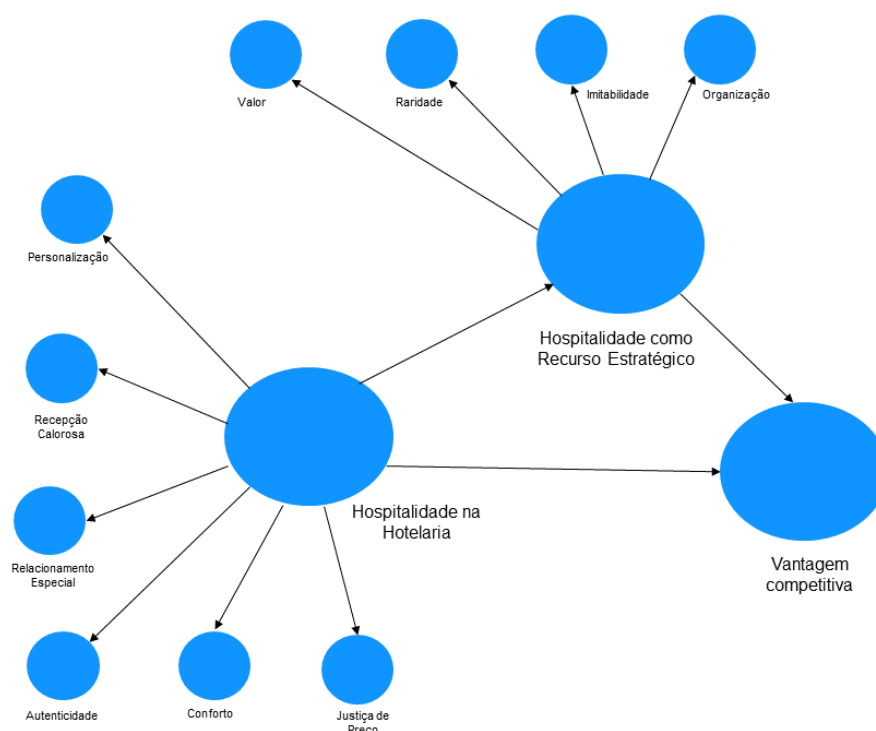 Valor
Raridade
Imitabilidade
Organização
Personalização
Hospitalidade como
Recurso Estratégico
Recepção
Calorosa
Hospitalidade na
Hotelaria
Relacionamento
Especial
Vantagem
competitiva
Autenticidade
Conforto
Justiça de
Preço